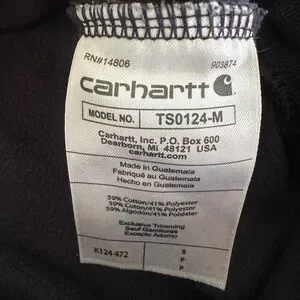 RN#14806 903874
carhartt
MODEL NO. TS0124-M
Carhartt, Inc. P.O. Box 600
Dearborn, MI 48121 USA
carhartt.com
Made in Guatemala
Fabriqué au Guatemala
Hecho en Guatemala
59% Cotton/41% Polyester
59% Coton/41% Polyester
59% Algodón/41% Poliéster
Exclusive Trimming
Sauf Garnitures
Excepto Adorno
K124 472 S
P
P